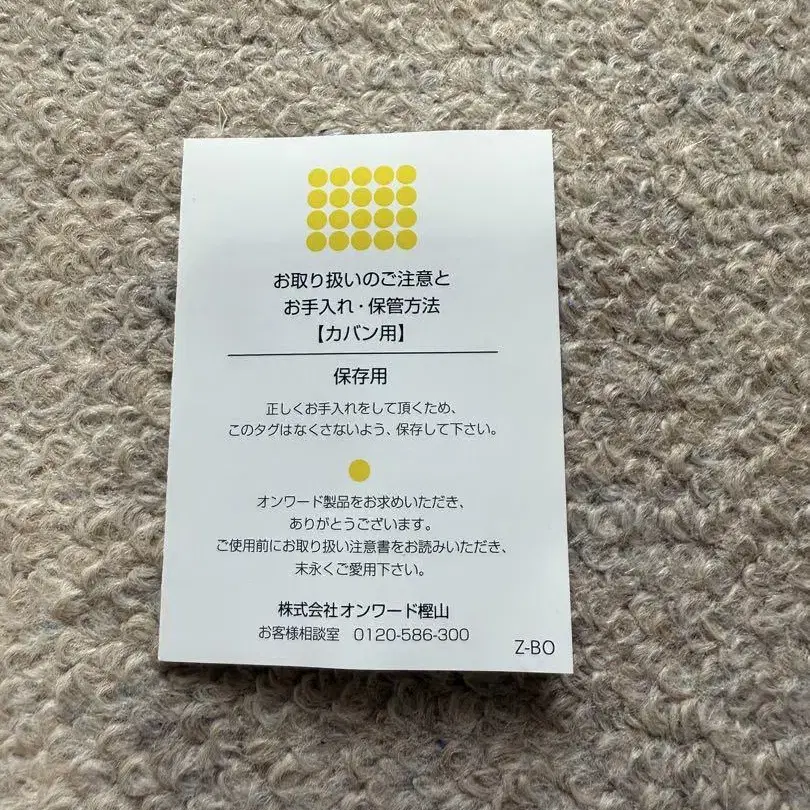 お取り扱いのご注意と
お手入れ・保管方法
【カバン用】
保存用
正しくお手入れをして頂くため、
このタグはなくさないよう、保存して下さい。
オンワード製品をお求めいただき、
ありがとうございます。
ご使用前にお取り扱い注意書をお読みいただき、
末永くご愛用下さい。
株式会社オンワード樫山
お客様相談室 0120-586-300
Z-BO